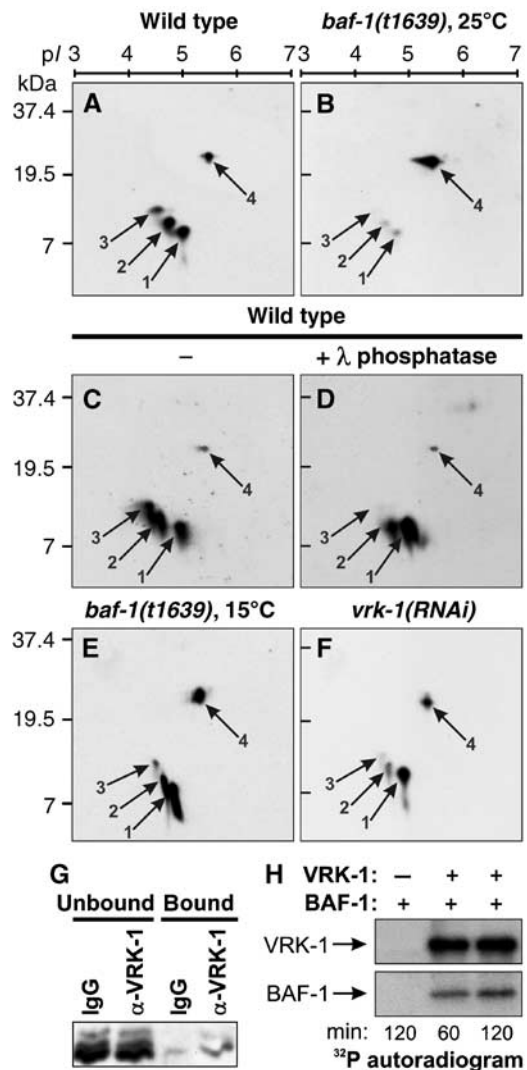 Wild type baf-1(t1639), 25°C
pI 3 4 5 6 7 3 4 5 6 7
kDa
A B
37.4
19.5
7
3 2 1 4
3 2 1 4
Wild type
– + λ phosphatase
C D
37.4
19.5
7
3 2 1 4
3 2 1 4
baf-1(t1639), 15°C vrk-1(RNAi)
E F
37.4
19.5
7
3 2 1 4
3 2 1 4
G
Unbound Bound
IgG α-VRK-1 IgG α-VRK-1
H
VRK-1: – + +
BAF-1: + + +
VRK-1
BAF-1
min: 120 60 120
³²P autoradiogram